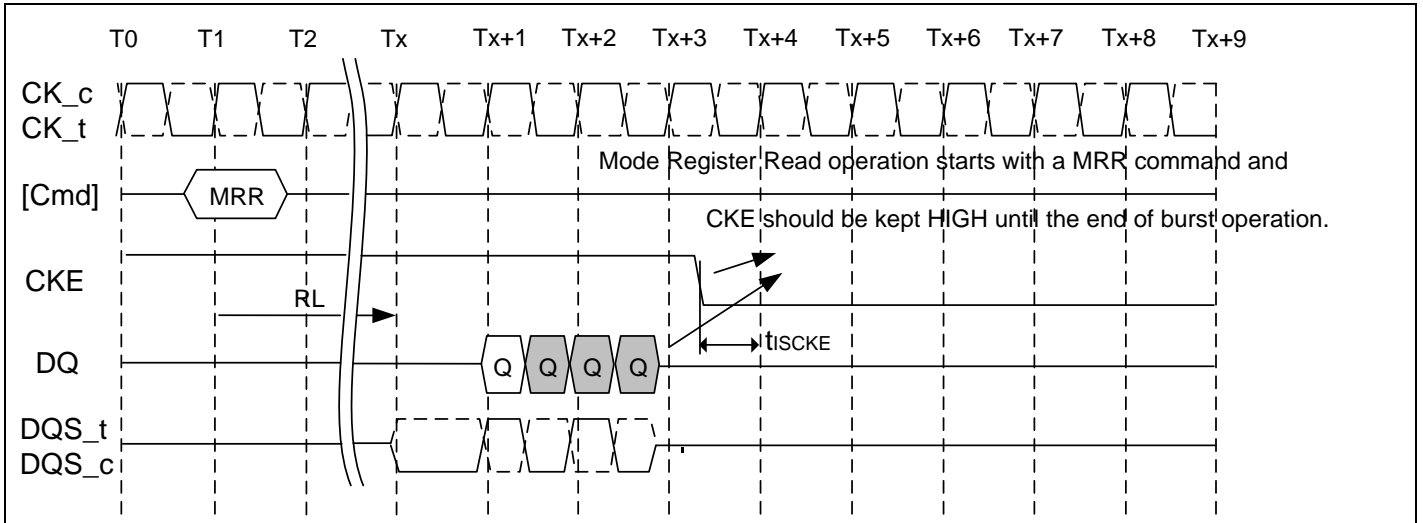 T0 T1 T2 Tx Tx+1 Tx+2 Tx+3 Tx+4 Tx+5 Tx+6 Tx+7 Tx+8 Tx+9
CK_c
CK_t
Mode Register Read operation starts with a MRR command and
[Cmd] MRR
CKE should be kept HIGH until the end of burst operation.
CKE
RL
tISCKE
DQ Q Q Q Q
DQS_t
DQS_c